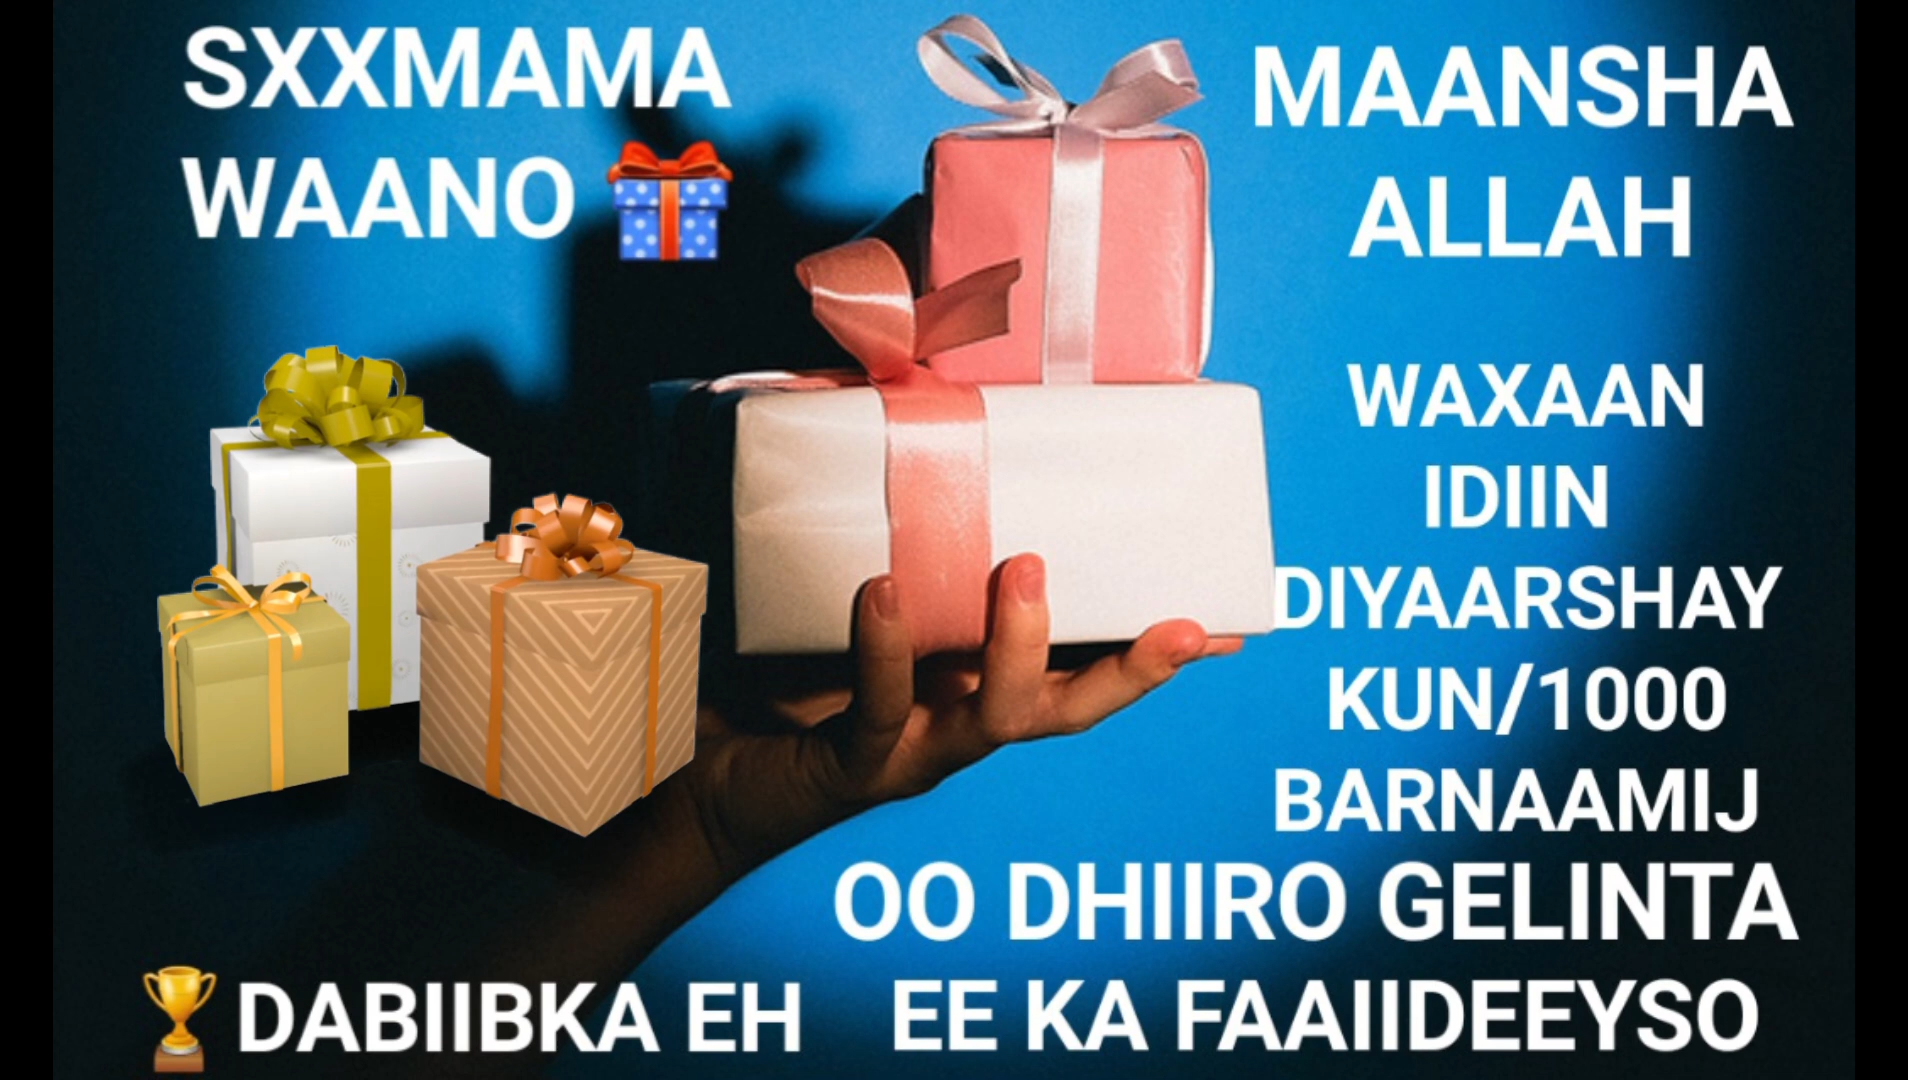 SXXMAMA
WAANO 🎁
MAANSHA
ALLAH
WAXAAN
IDIIN
DIYAARSHAY
KUN/1000
BARNAAMIJ
OO DHIIRO GELINTA
🏆DABIIBKA EH
EE KA FAAIIDEEYSO